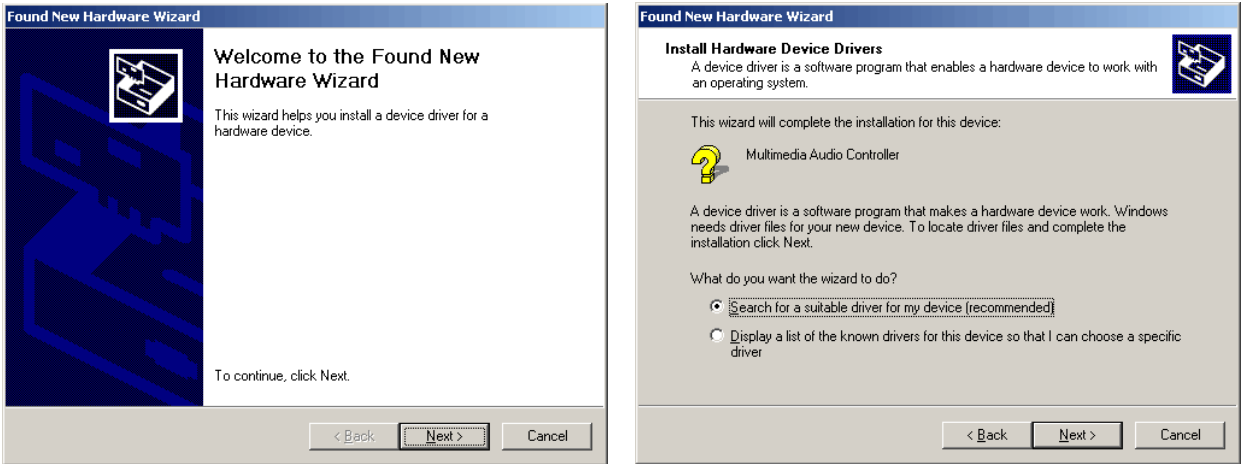 Found New Hardware Wizard
Welcome to the Found New
Hardware Wizard
This wizard helps you install a device driver for a
hardware device.
To continue, click Next.
< Back
Next >
Cancel
Found New Hardware Wizard
Install Hardware Device Drivers
A device driver is a software program that enables a hardware device to work with
an operating system.
This wizard will complete the installation for this device:
Multimedia Audio Controller
A device driver is a software program that makes a hardware device work. Windows
needs driver files for your new device. To locate driver files and complete the
installation click Next.
What do you want the wizard to do?
Search for a suitable driver for my device (recommended)
Display a list of the known drivers for this device so that I can choose a specific
driver
< Back
Next >
Cancel